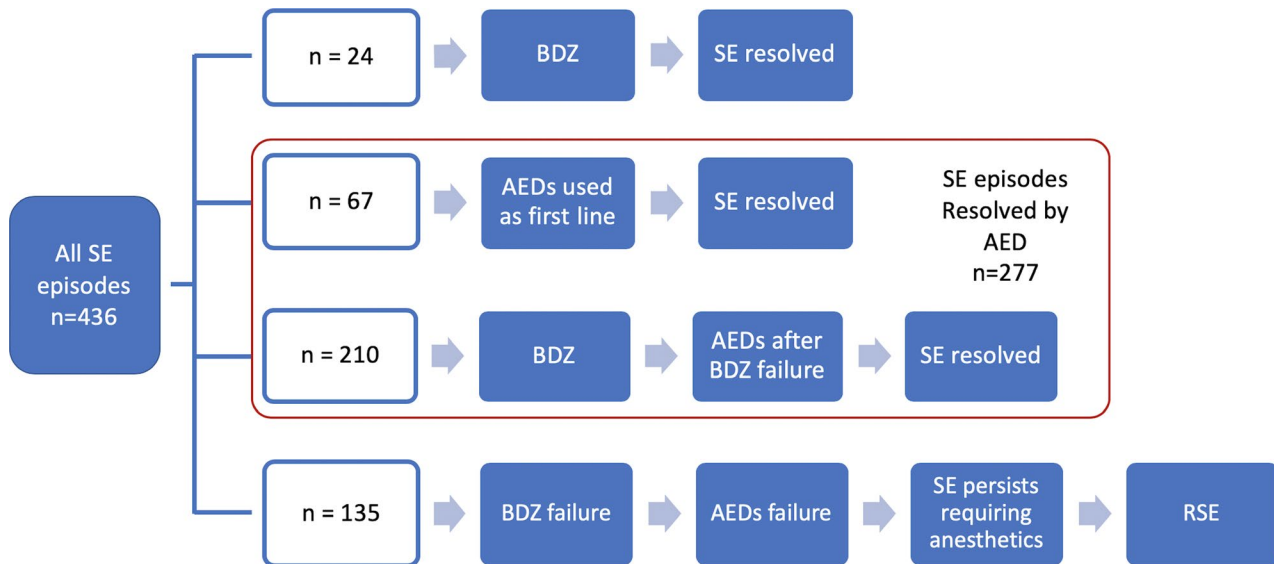 All SE
episodes
n=436
n = 24
BDZ
SE resolved
n = 67
AEDs used
as first line
SE resolved
SE episodes
Resolved by
AED
n=277
n = 210
BDZ
AEDs after
BDZ failure
SE resolved
n = 135
BDZ failure
AEDs failure
SE persists
requiring
anesthetics
RSE